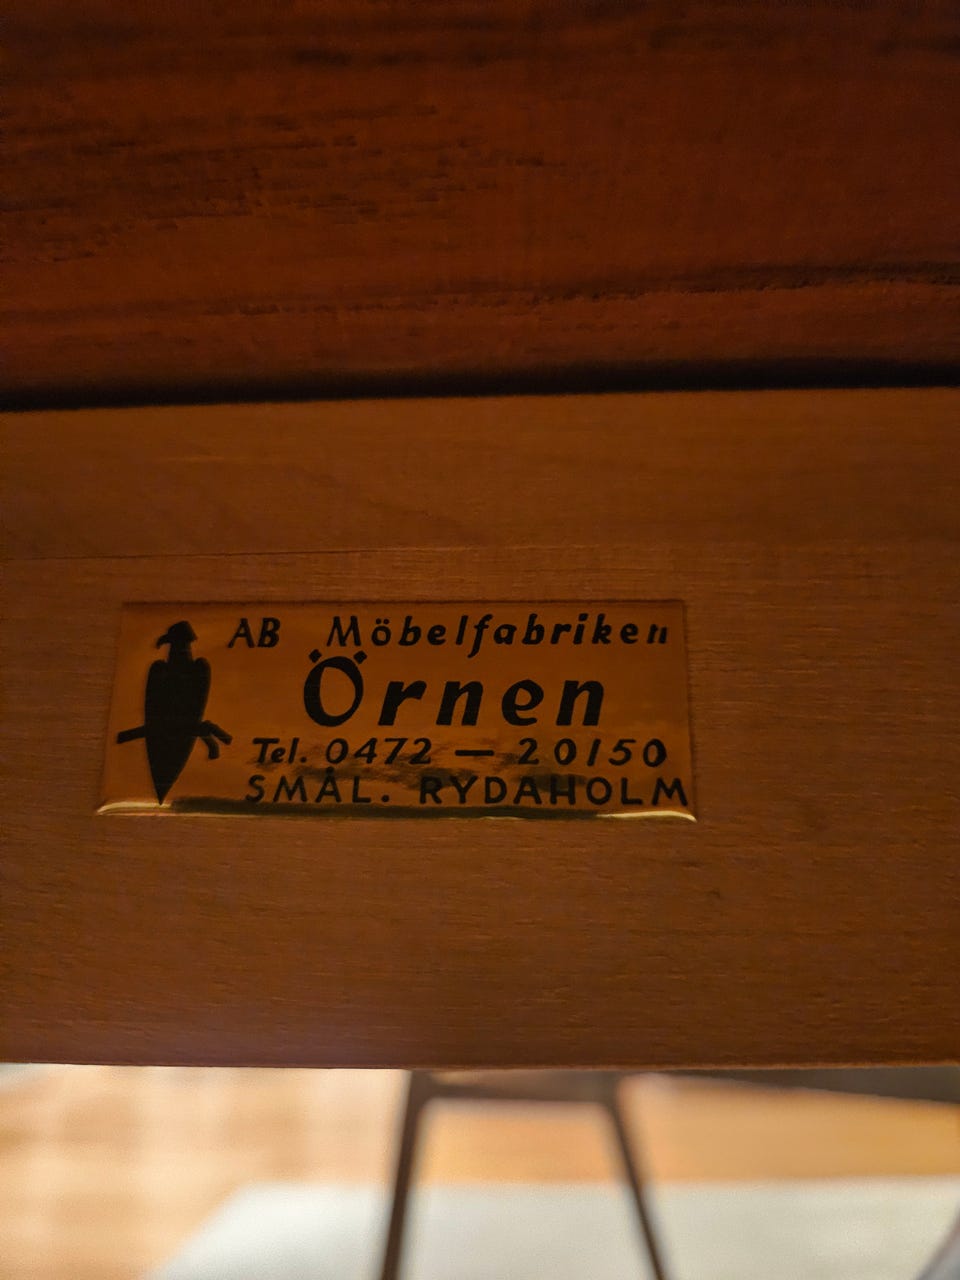 AB Möbelfabriken
Örnen
Tel. 0472 — 20150
SMÅL. RYDAHOLM